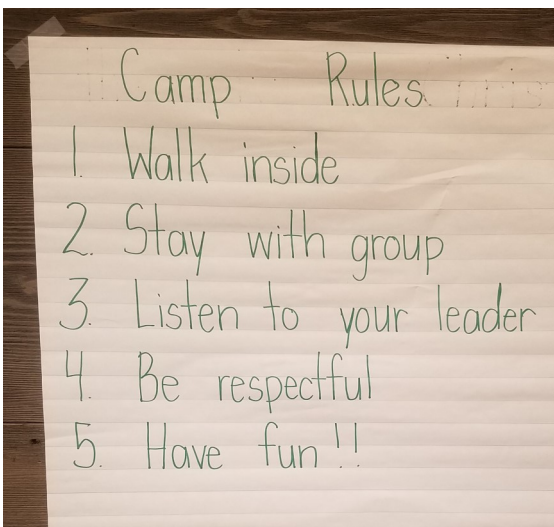 Camp Rules
1. Walk inside
2. Stay with group
3. Listen to your leader
4. Be respectful
5. Have fun!!